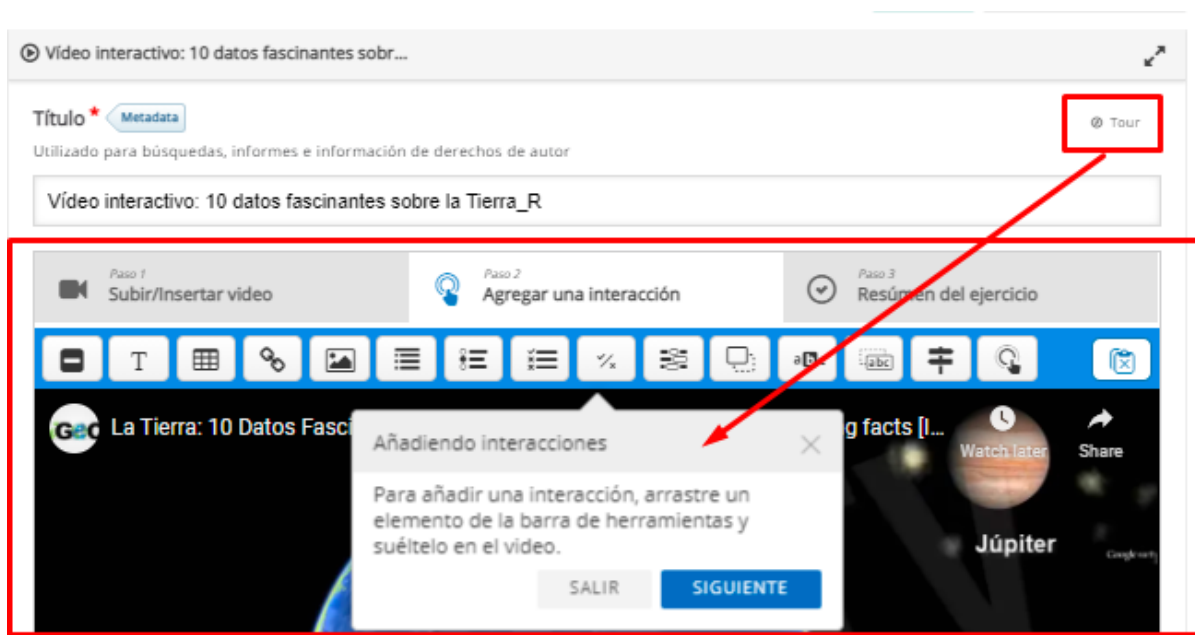 Vídeo interactivo: 10 datos fascinantes sobr...
Título * Metadata
Tour
Utilizado para búsquedas, informes e información de derechos de autor
Vídeo interactivo: 10 datos fascinantes sobre la Tierra_R
Paso 1
Subir/Insertar video
Paso 2
Agregar una interacción
Paso 3
Resúmen del ejercicio
T
abc
Geo La Tierra: 10 Datos Fasci
g facts [I...
Watch later
Share
Añadiendo interacciones
Para añadir una interacción, arrastre un
elemento de la barra de herramientas y
suéltelo en el video.
SALIR SIGUIENTE
Júpiter